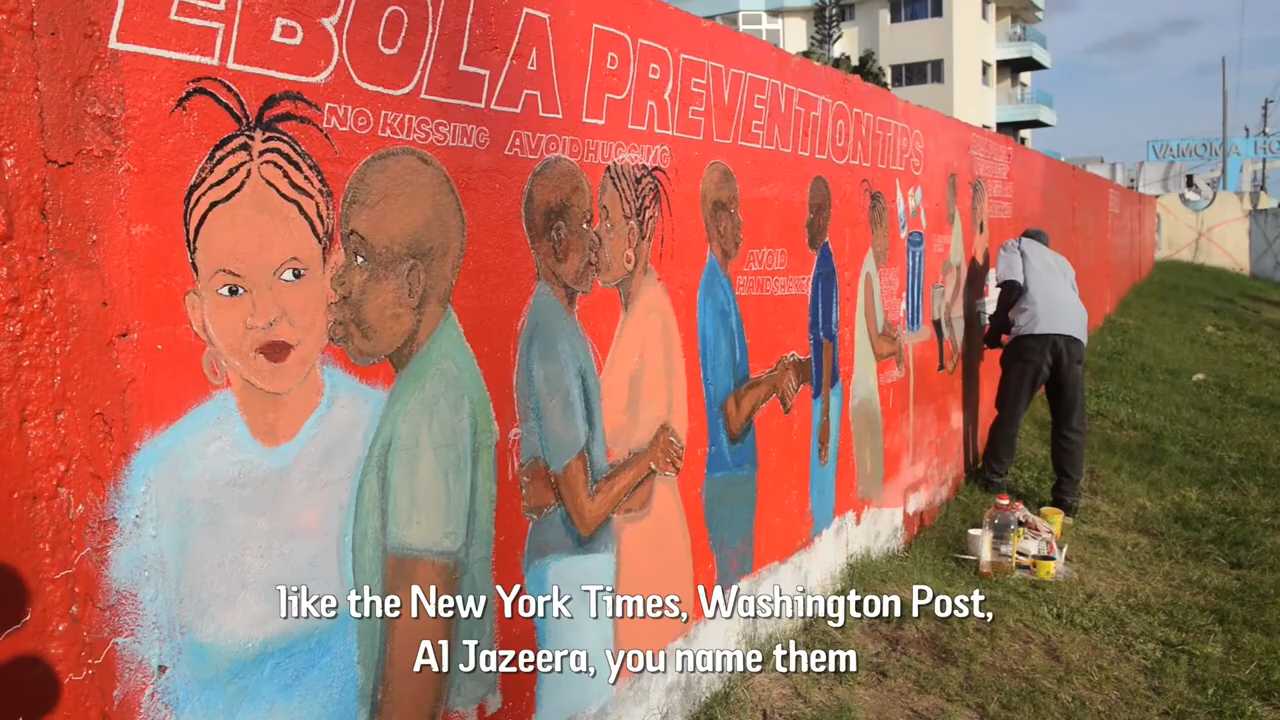 EBOLA PREVENTION TIPS
NO KISSING
AVOID HUGGING
AVOID
HANDSHAKE
VAMOMA HO
like the New York Times, Washington Post,
Al Jazeera, you name them